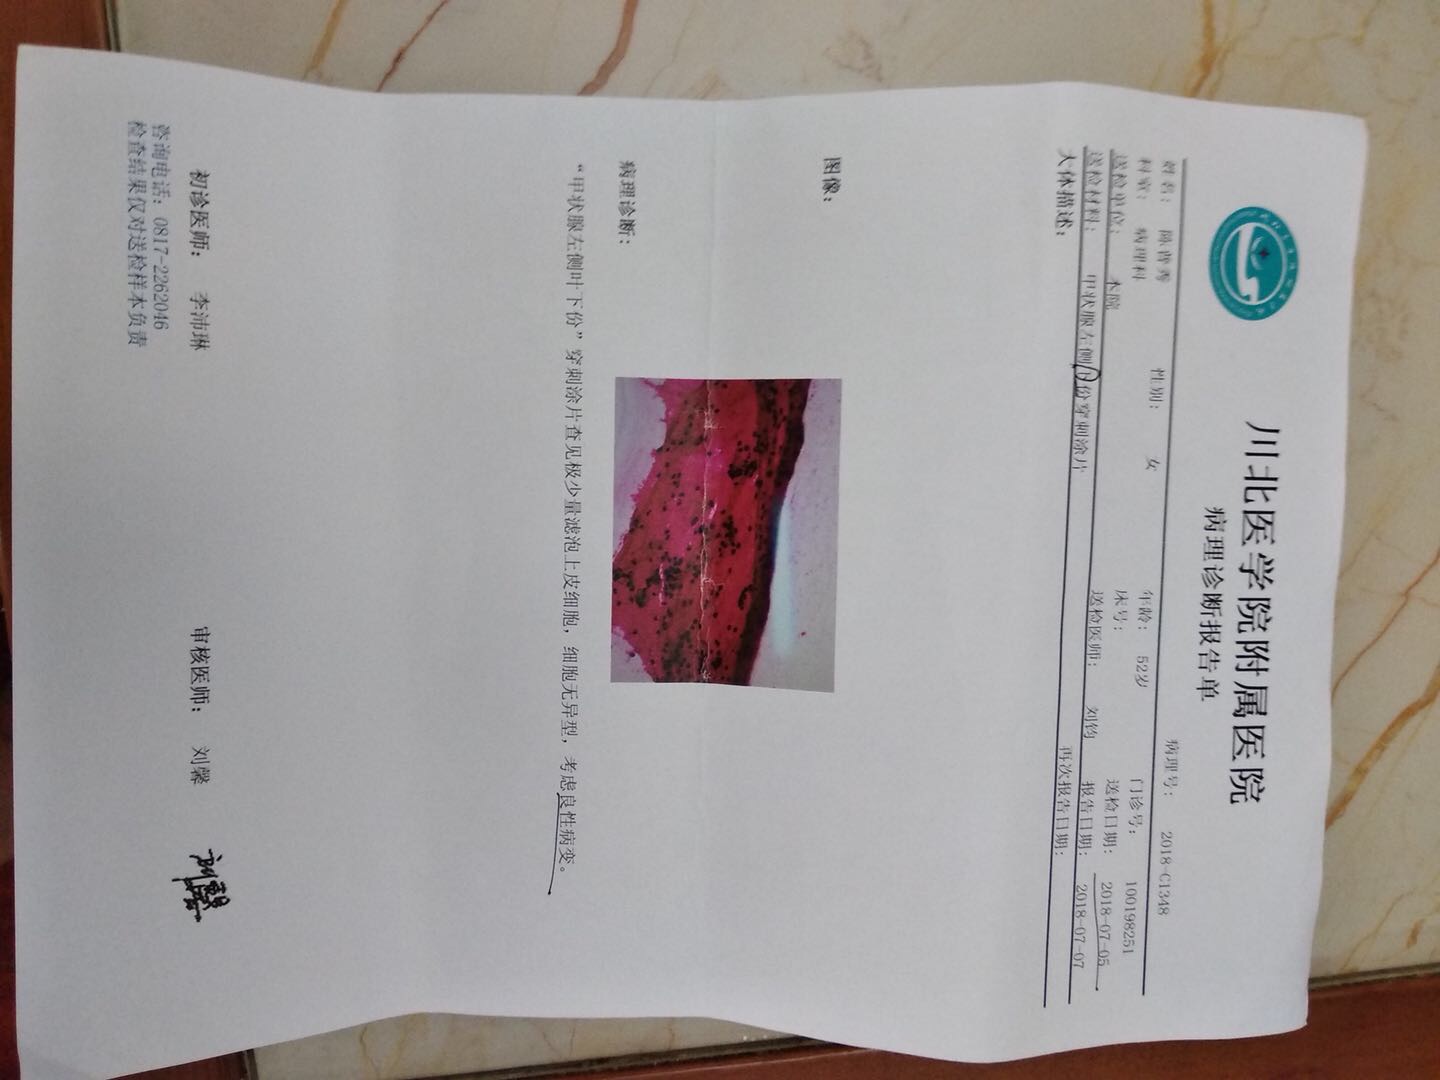 川北医学院附属医院
病理诊断报告单
病理号： 2018-C1348
姓名： 陈普秀 性别： 女 年龄： 52岁 门诊号： 100198251
科室： 病理科 床号： 送检日期： 2018-07-05
送检单位： 本院 送检医师： 刘钧 报告日期： 2018-07-07
送检材料： 甲状腺左侧 份穿刺涂片 再次报告日期：
大体描述：
图像：
病理诊断：
“甲状腺左侧叶下份”穿刺涂片查见极少量滤泡上皮细胞，细胞无异型，考虑良性病变。
初诊医师： 李沛琳 审核医师： 刘馨 刘馨
咨询电话：0817-2262046
检查结果仅对送检样本负责